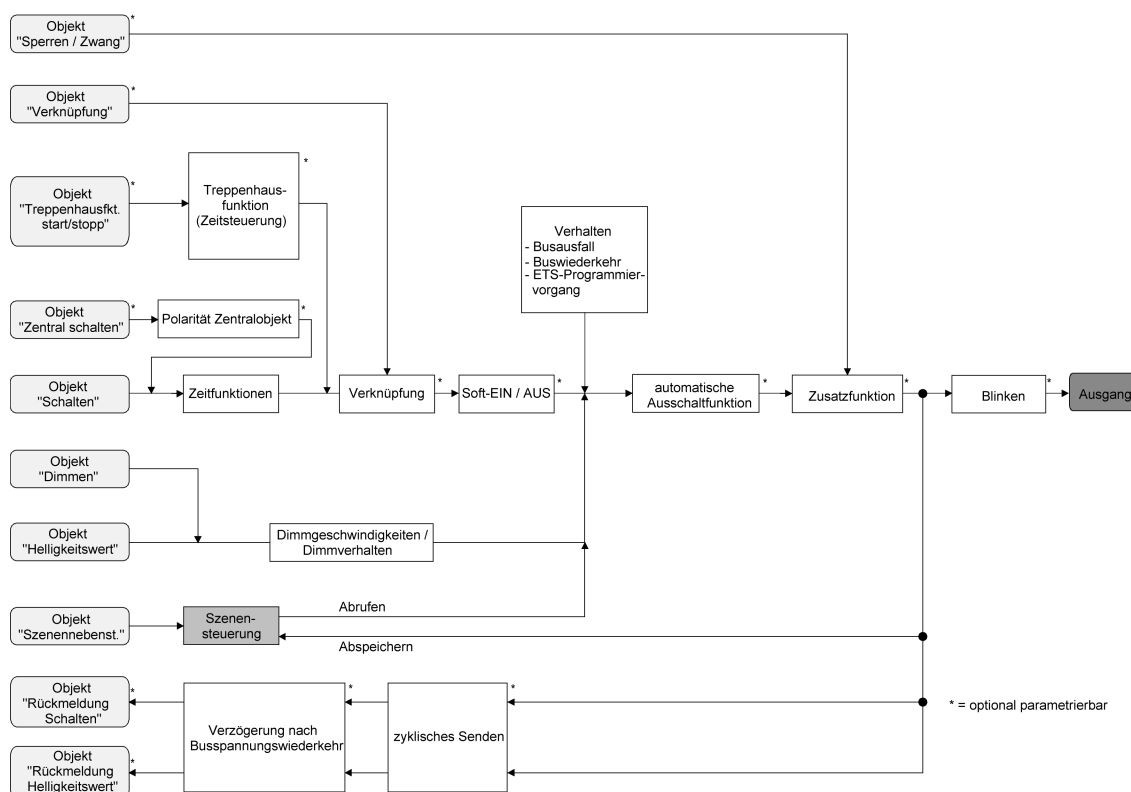 Objekt
"Sperren / Zwang"
*
Objekt
"Verknüpfung"
*
Objekt
"Treppenhausfkt.
start/stopp"
*
Treppenhaus-
funktion
(Zeitsteuerung)
*
Verhalten
- Busausfall
- Buswiederkehr
- ETS-Programmier-
vorgang
Objekt
"Zentral schalten"
*
Polarität Zentralobjekt
*
Objekt
"Schalten"
Zeitfunktionen
Verknüpfung
*
Soft-EIN / AUS
*
automatische
Ausschaltfunktion
*
Zusatzfunktion
*
Blinken
*
Ausgang
Objekt
"Dimmen"
Objekt
"Helligkeitswert"
Dimmgeschwindigkeiten /
Dimmverhalten
Objekt
"Szenennebenst."
Szenen-
steuerung
Abrufen
Abspeichern
Objekt
"Rückmeldung
Schalten"
*
Verzögerung nach
Busspannungswiederkehr
*
zyklisches Senden
*
* = optional parametrierbar
Objekt
"Rückmeldung
Helligkeitswert"
*